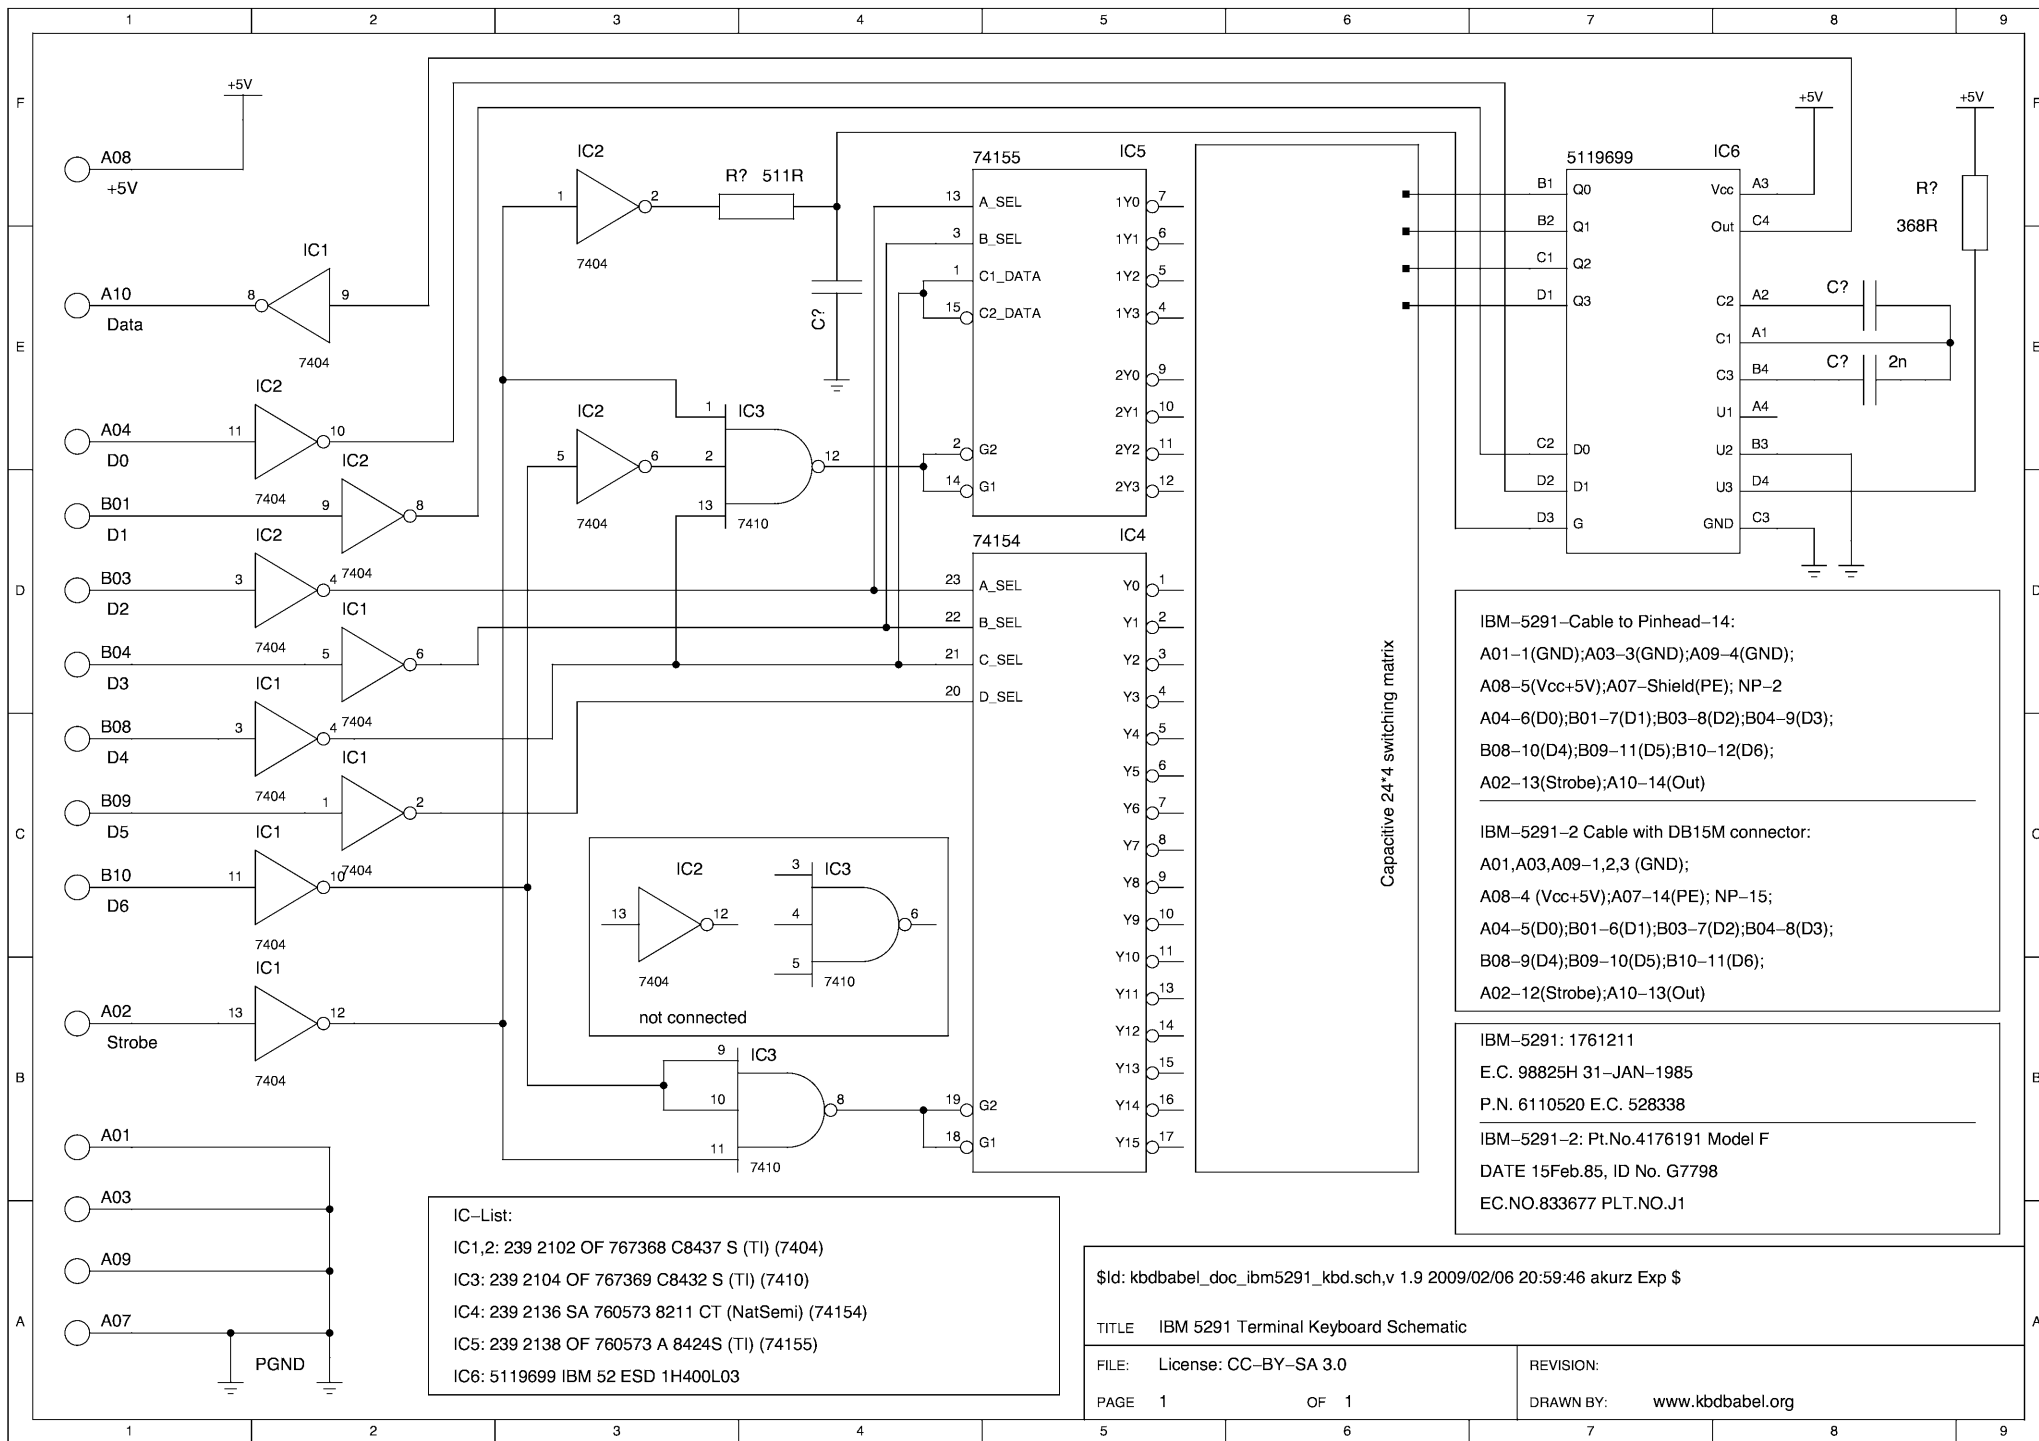 1 2 3 4 5 6 7 8 9
F F
E E
D D
C C
B B
A A
+5V
A08
+5V
A10
Data
8
IC1
9
7404
A04
D0
11
IC2
10
7404
B01
D1
9
IC2
8
7404
B03
D2
3
IC2
4
7404
B04
D3
5
IC1
6
7404
B08
D4
3
IC1
4
7404
B09
D5
1
IC1
2
7404
B10
D6
11
IC1
10
7404
A02
Strobe
13
IC1
12
7404
A01
A03
A09
A07
PGND
IC2
1
2
7404
R? 511R
C?
IC2
5
6
7404
1
IC3
2
12
13
7410
IC2
13
12
7404
3
IC3
4
6
5
7410
not connected
9
IC3
10
8
11
7410
74155 IC5
13 A_SEL 1Y0 7
3 B_SEL 1Y1 6
1 C1_DATA 1Y2 5
15 C2_DATA 1Y3 4
2Y0 9
2Y1 10
2 G2 2Y2 11
14 G1 2Y3 12
74154 IC4
23 A_SEL Y0 1
22 B_SEL Y1 2
21 C_SEL Y2 3
20 D_SEL Y3 4
Y4 5
Y5 6
Y6 7
Y7 8
Y8 9
Y9 10
Y10 11
Y11 13
Y12 14
Y13 15
19 G2 Y14 16
18 G1 Y15 17
Capacitive 24*4 switching matrix
5119699 IC6
B1 Q0 Vcc A3
B2 Q1 Out C4
C1 Q2
D1 Q3 C2 A2
C1 A1
C3 B4
U1 A4
C2 D0 U2 B3
D2 D1 U3 D4
D3 G GND C3
+5V
+5V
R?
368R
C?
C? 2n
IBM−5291−Cable to Pinhead−14:
A01−1(GND);A03−3(GND);A09−4(GND);
A08−5(Vcc+5V);A07−Shield(PE); NP−2
A04−6(D0);B01−7(D1);B03−8(D2);B04−9(D3);
B08−10(D4);B09−11(D5);B10−12(D6);
A02−13(Strobe);A10−14(Out)
IBM−5291−2 Cable with DB15M connector:
A01,A03,A09−1,2,3 (GND);
A08−4 (Vcc+5V);A07−14(PE); NP−15;
A04−5(D0);B01−6(D1);B03−7(D2);B04−8(D3);
B08−9(D4);B09−10(D5);B10−11(D6);
A02−12(Strobe);A10−13(Out)
IBM−5291: 1761211
E.C. 98825H 31−JAN−1985
P.N. 6110520 E.C. 528338
IBM−5291−2: Pt.No.4176191 Model F
DATE 15Feb.85, ID No. G7798
EC.NO.833677 PLT.NO.J1
IC−List:
IC1,2: 239 2102 OF 767368 C8437 S (TI) (7404)
IC3: 239 2104 OF 767369 C8432 S (TI) (7410)
IC4: 239 2136 SA 760573 8211 CT (NatSemi) (74154)
IC5: 239 2138 OF 760573 A 8424S (TI) (74155)
IC6: 5119699 IBM 52 ESD 1H400L03
$Id: kbdbabel_doc_ibm5291_kbd.sch,v 1.9 2009/02/06 20:59:46 akurz Exp $
TITLE IBM 5291 Terminal Keyboard Schematic
FILE: License: CC−BY−SA 3.0 REVISION:
PAGE 1 OF 1 DRAWN BY: www.kbdbabel.org
1 2 3 4 5 6 7 8 9